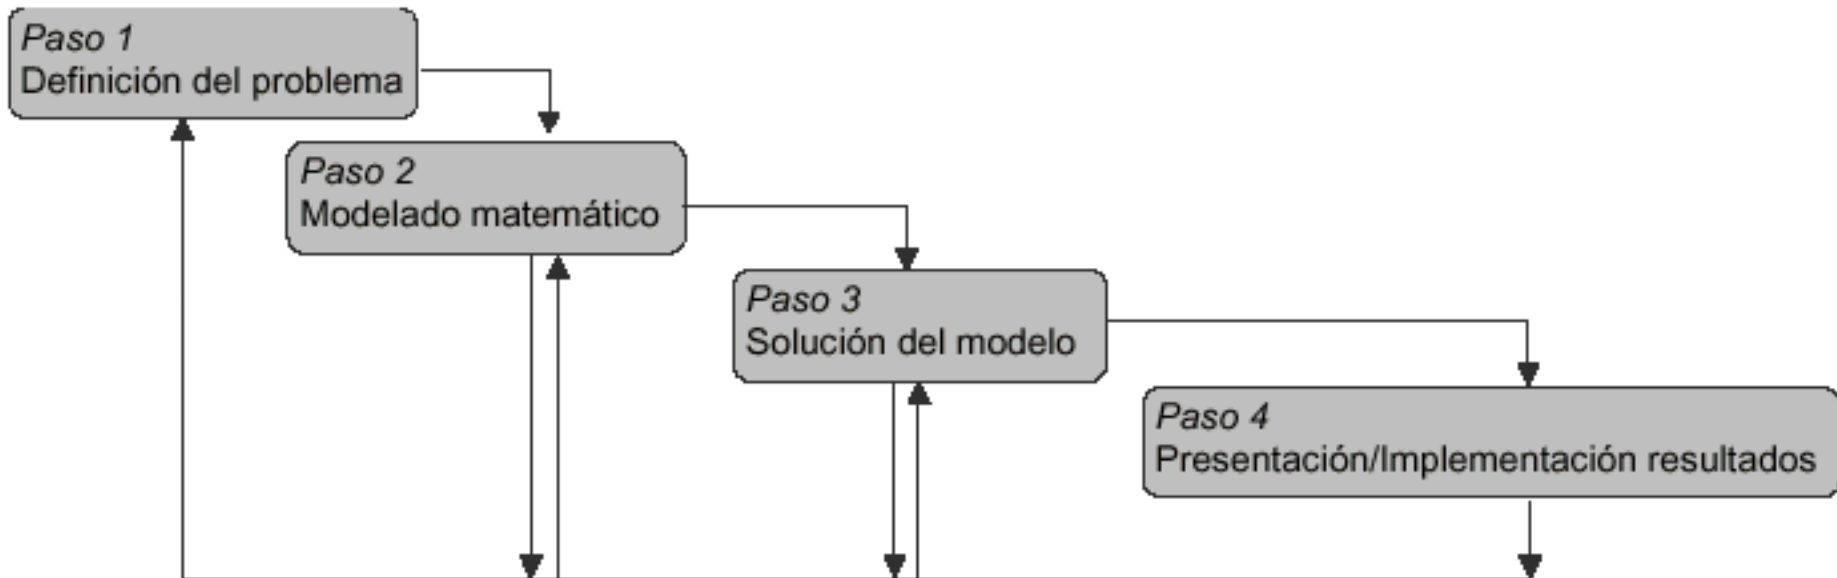 Paso 1
Definición del problema
Paso 2
Modelado matemático
Paso 3
Solución del modelo
Paso 4
Presentación/Implementación resultados